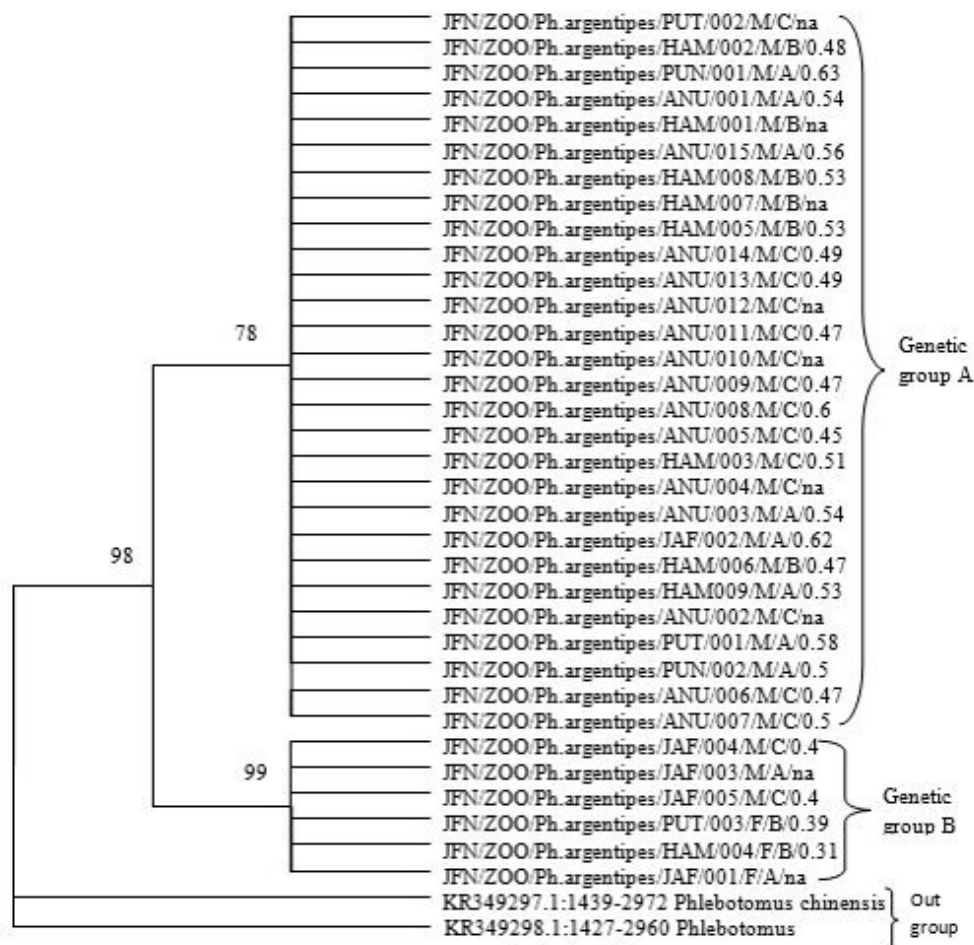 JFN/ZOO/Ph.argentipes/PUT/002/M/C/na
JFN/ZOO/Ph.argentipes/HAM/002/M/B/0.48
JFN/ZOO/Ph.argentipes/PUN/001/M/A/0.63
JFN/ZOO/Ph.argentipes/ANU/001/M/A/0.54
JFN/ZOO/Ph.argentipes/HAM/001/M/B/na
JFN/ZOO/Ph.argentipes/ANU/015/M/A/0.56
JFN/ZOO/Ph.argentipes/HAM/008/M/B/0.53
JFN/ZOO/Ph.argentipes/HAM/007/M/B/na
JFN/ZOO/Ph.argentipes/HAM/005/M/B/0.53
JFN/ZOO/Ph.argentipes/ANU/014/M/C/0.49
JFN/ZOO/Ph.argentipes/ANU/013/M/C/0.49
JFN/ZOO/Ph.argentipes/ANU/012/M/C/na
JFN/ZOO/Ph.argentipes/ANU/011/M/C/0.47
JFN/ZOO/Ph.argentipes/ANU/010/M/C/na
JFN/ZOO/Ph.argentipes/ANU/009/M/C/0.47
JFN/ZOO/Ph.argentipes/ANU/008/M/C/0.6
JFN/ZOO/Ph.argentipes/ANU/005/M/C/0.45
JFN/ZOO/Ph.argentipes/HAM/003/M/C/0.51
JFN/ZOO/Ph.argentipes/ANU/004/M/C/na
JFN/ZOO/Ph.argentipes/ANU/003/M/A/0.54
JFN/ZOO/Ph.argentipes/JAF/002/M/A/0.62
JFN/ZOO/Ph.argentipes/HAM/006/M/B/0.47
JFN/ZOO/Ph.argentipes/HAM009/M/A/0.53
JFN/ZOO/Ph.argentipes/ANU/002/M/C/na
JFN/ZOO/Ph.argentipes/PUT/001/M/A/0.58
JFN/ZOO/Ph.argentipes/PUN/002/M/A/0.5
JFN/ZOO/Ph.argentipes/ANU/006/M/C/0.47
JFN/ZOO/Ph.argentipes/ANU/007/M/C/0.5
JFN/ZOO/Ph.argentipes/JAF/004/M/C/0.4
JFN/ZOO/Ph.argentipes/JAF/003/M/A/na
JFN/ZOO/Ph.argentipes/JAF/005/M/C/0.4
JFN/ZOO/Ph.argentipes/PUT/003/F/B/0.39
JFN/ZOO/Ph.argentipes/HAM/004/F/B/0.31
JFN/ZOO/Ph.argentipes/JAF/001/F/A/na
KR349297.1:1439-2972 Phlebotomus chinensis
KR349298.1:1427-2960 Phlebotomus
78
98
99
Genetic
group A
Genetic
group B
Out
group